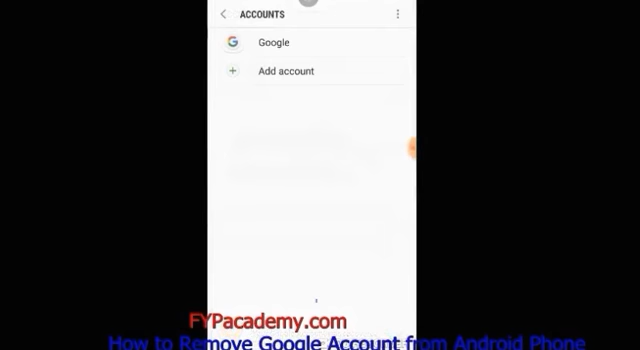 ACCOUNTS
Google
Add account
FYPacademy.com
How to Remove Google Account from Android Phone